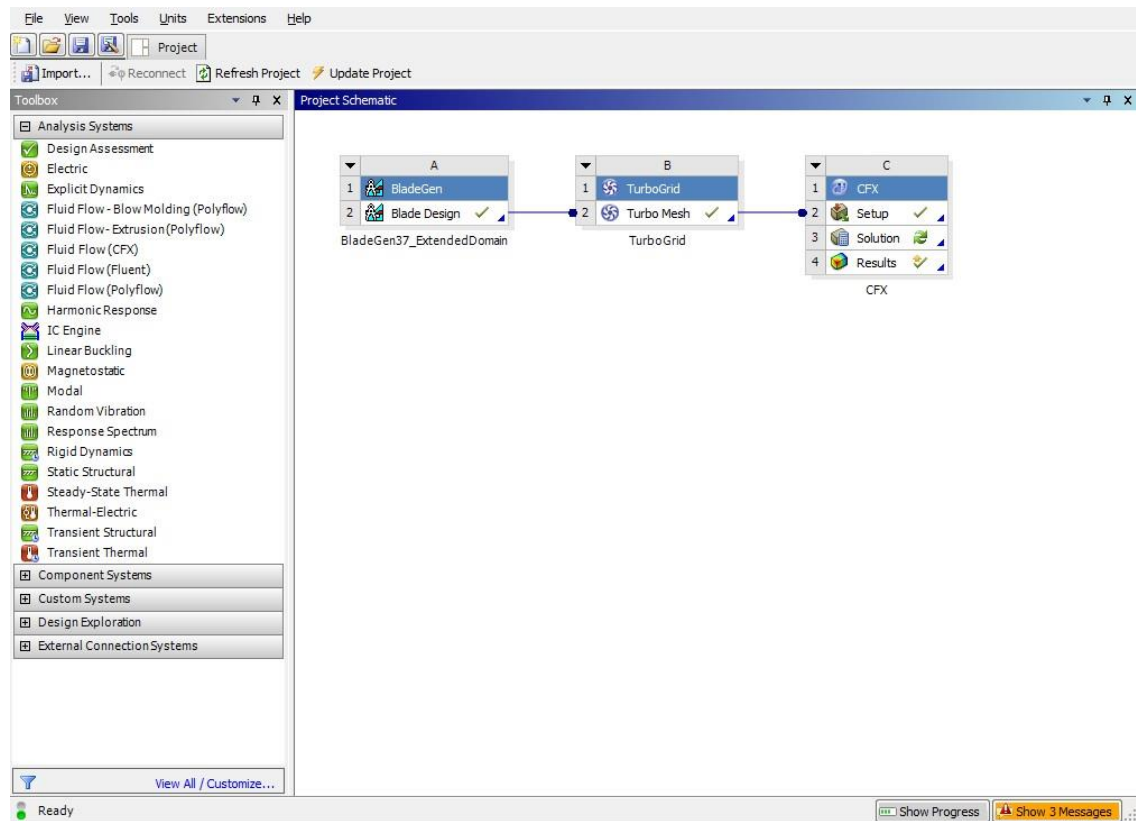 File View Tools Units Extensions Help
Project
Import... Reconnect Refresh Project Update Project
Toolbox
Analysis Systems
Design Assessment
Electric
Explicit Dynamics
Fluid Flow - Blow Molding (Polyflow)
Fluid Flow - Extrusion (Polyflow)
Fluid Flow (CFX)
Fluid Flow (Fluent)
Fluid Flow (Polyflow)
Harmonic Response
IC Engine
Linear Buckling
Magnetostatic
Modal
Random Vibration
Response Spectrum
Rigid Dynamics
Static Structural
Steady-State Thermal
Thermal-Electric
Transient Structural
Transient Thermal
Component Systems
Custom Systems
Design Exploration
External Connection Systems
View All / Customize...
Project Schematic
A
1 BladeGen
2 Blade Design
BladeGen37_ExtendedDomain
B
1 TurboGrid
2 Turbo Mesh
TurboGrid
C
1 CFX
2 Setup
3 Solution
4 Results
CFX
Ready
Show Progress Show 3 Messages